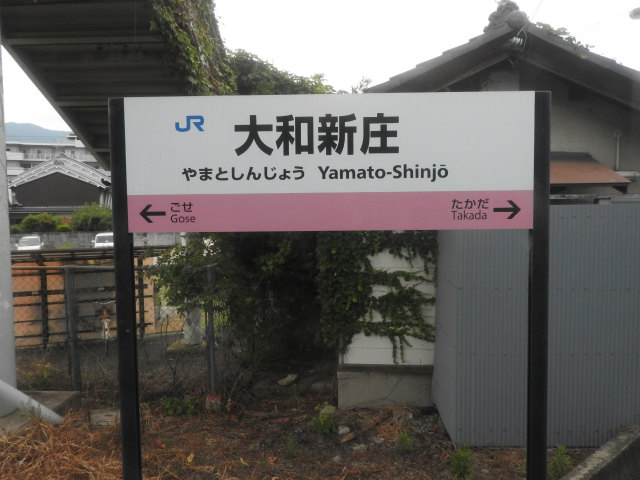 JR 大和新庄
やまとしんじょう Yamato-Shinjō
← ごせ たかだ →
Gose Takada